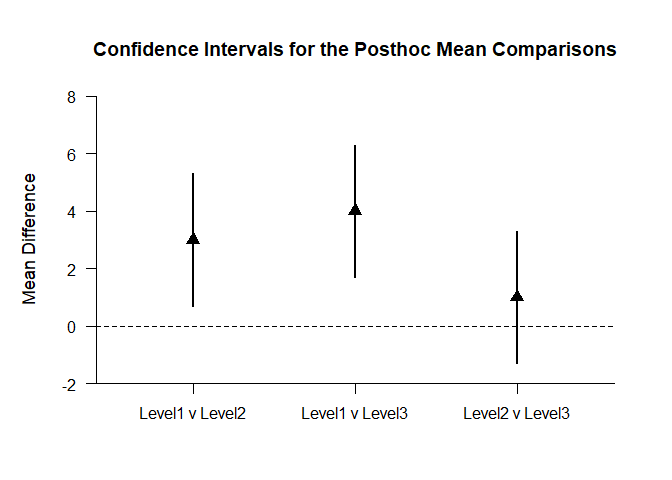 Confidence Intervals for the Posthoc Mean Comparisons
Mean Difference
8
6
4
2
0
-2
Level1 v Level2
Level1 v Level3
Level2 v Level3